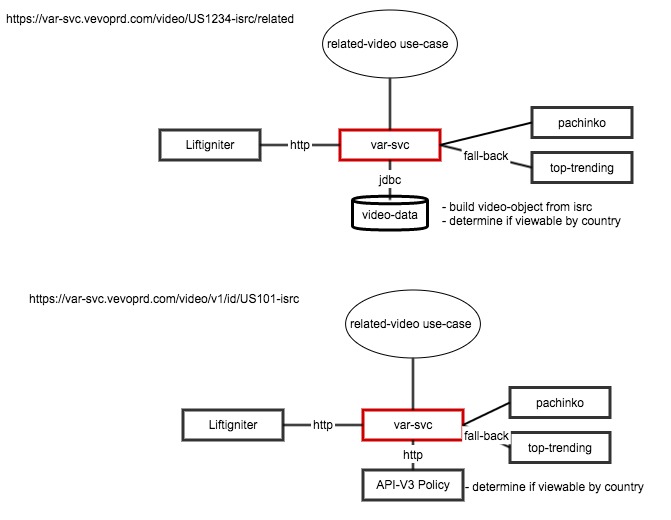 https://var-svc.vevoprd.com/video/US1234-isrc/related
related-video use-case
Liftigniter
http
var-svc
pachinko
fall-back
top-trending
jdbc
video-data
- build video-object from isrc
- determine if viewable by country
https://var-svc.vevoprd.com/video/v1/id/US101-isrc
related-video use-case
Liftigniter
http
var-svc
pachinko
fall-back
top-trending
http
API-V3 Policy
- determine if viewable by country